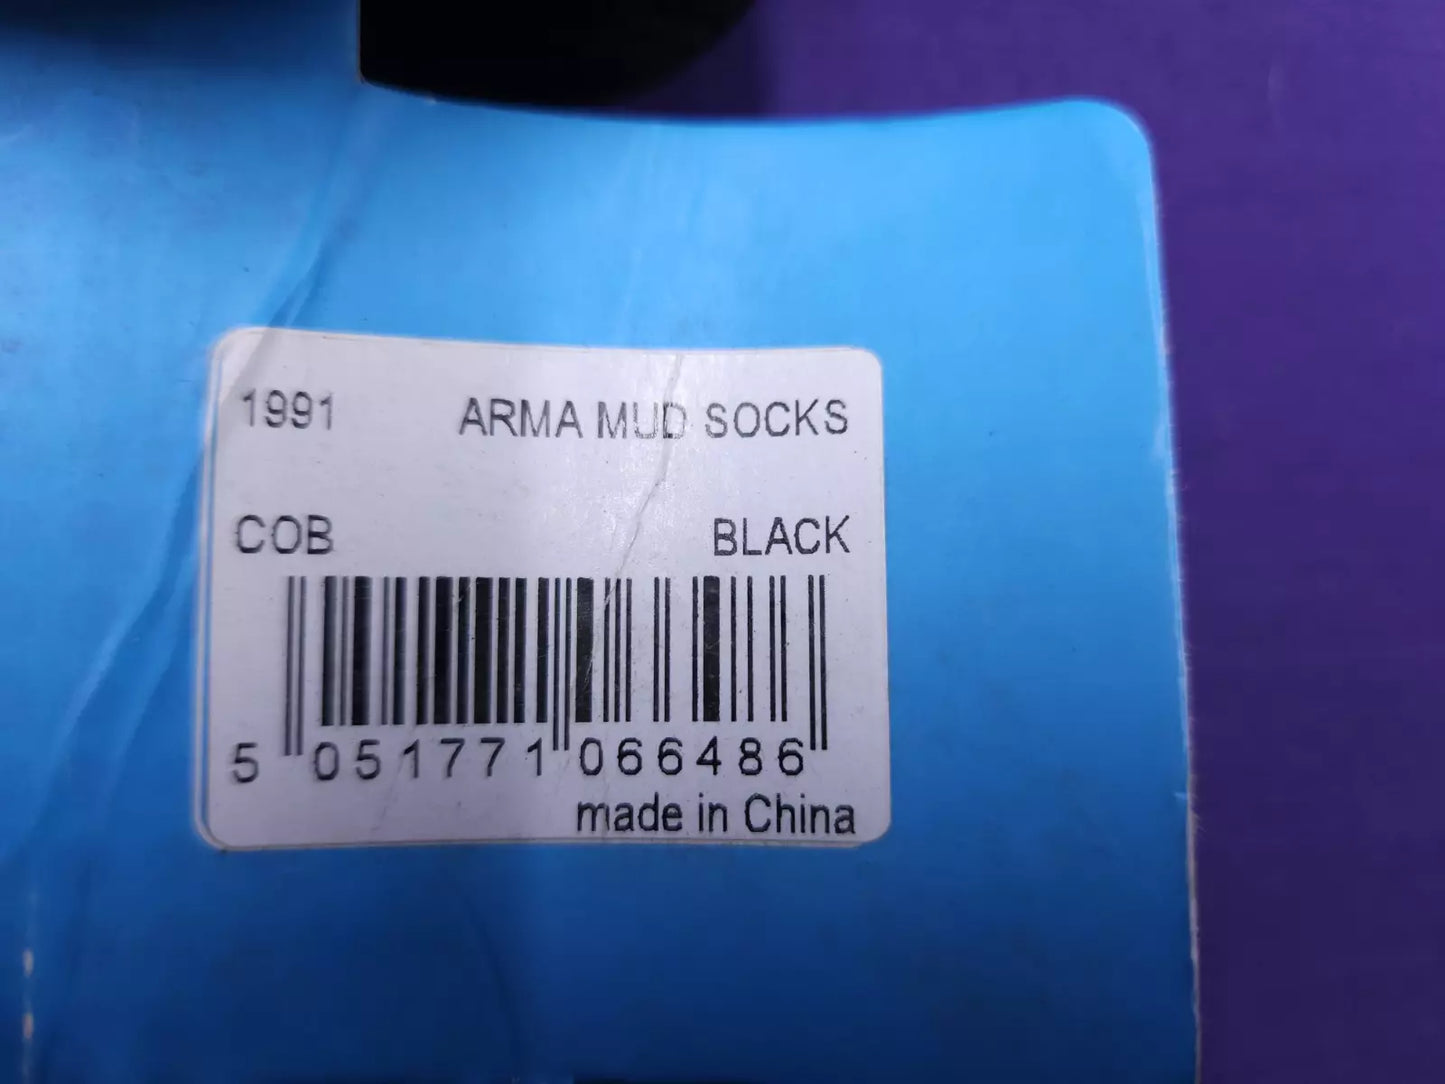 1991 ARMA MUD SOCKS
COB BLACK
5 051771 066486
made in China